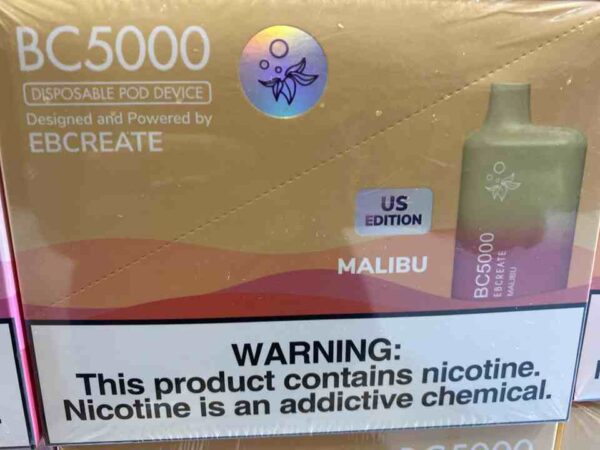 BC5000
DISPOSABLE POD DEVICE
Designed and Powered by
EBCREATE
US
EDITION
MALIBU
BC5000
EBCREATE
MALIBU
WARNING:
This product contains nicotine.
Nicotine is an addictive chemical.
BC5000